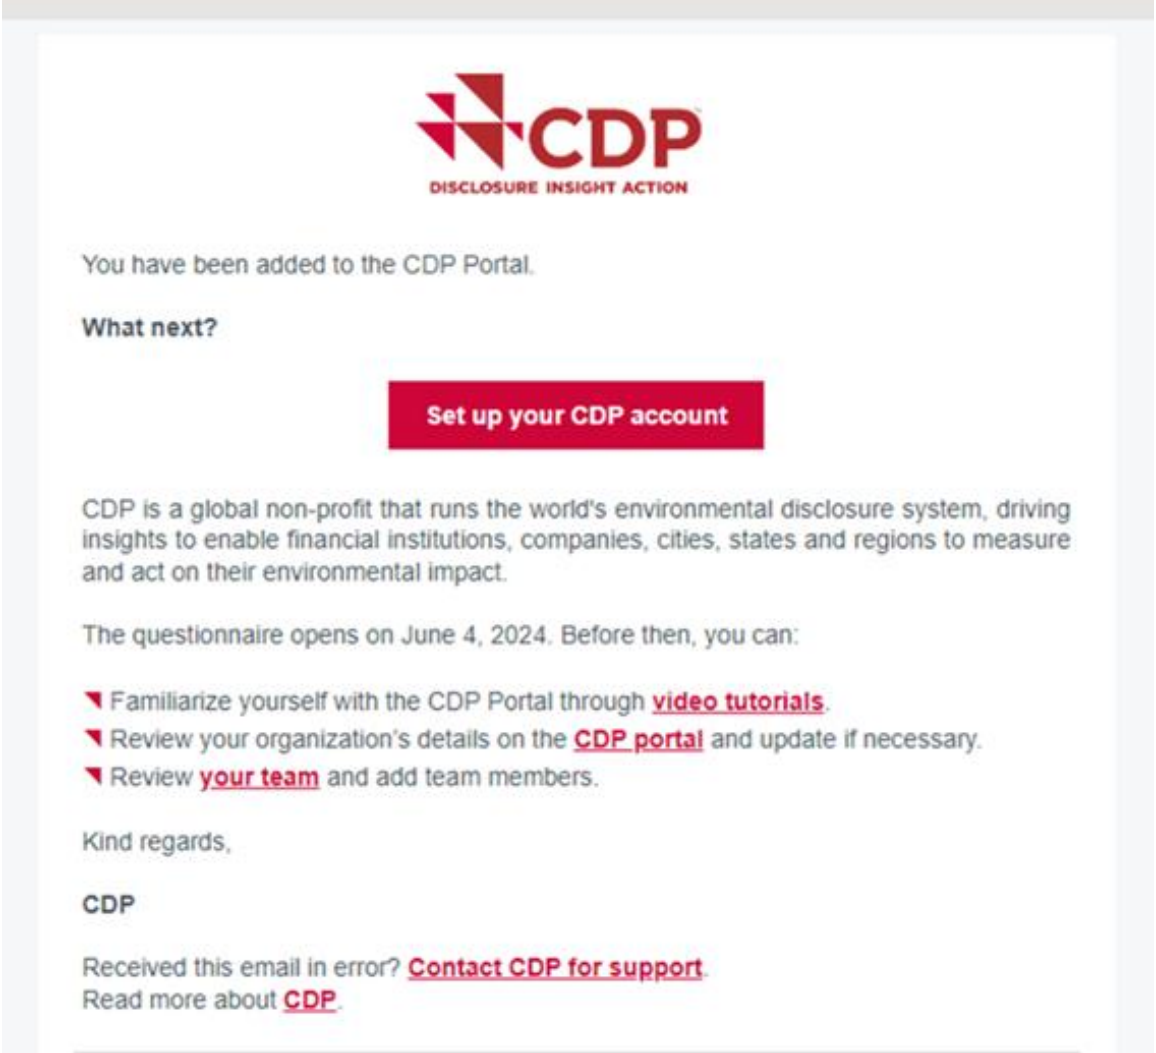 CDP
DISCLOSURE INSIGHT ACTION
You have been added to the CDP Portal.
What next?
Set up your CDP account
CDP is a global non-profit that runs the world's environmental disclosure system, driving
insights to enable financial institutions, companies, cities, states and regions to measure
and act on their environmental impact.
The questionnaire opens on June 4, 2024. Before then, you can:
Familiarize yourself with the CDP Portal through video tutorials.
Review your organization's details on the CDP portal and update if necessary.
Review your team and add team members.
Kind regards,
CDP
Received this email in error? Contact CDP for support.
Read more about CDP.